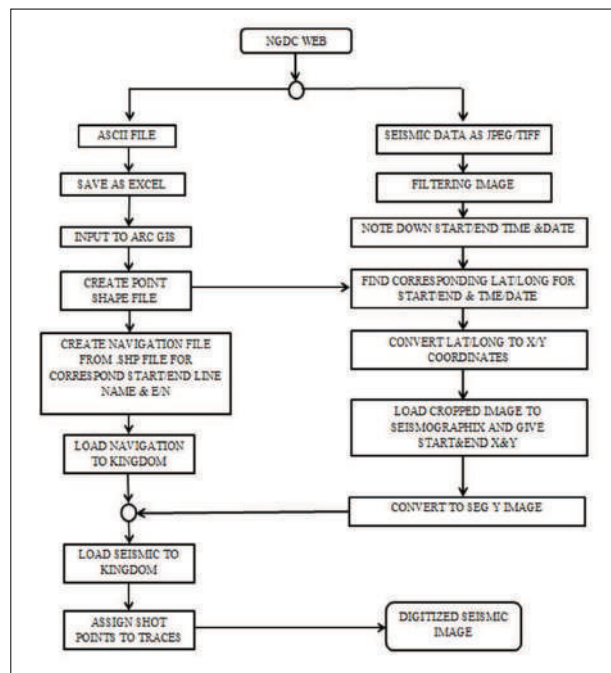 NGDC WEB
ASCII FILE
SAVE AS EXCEL
INPUT TO ARC GIS
CREATE POINT
SHAPE FILE
CREATE NAVIGATION FILE
FROM .SHP FILE FOR
CORRESPOND START/END LINE
NAME & E/N
LOAD NAVIGATION
TO KINGDOM
SEISMIC DATA AS JPEG/TIFF
FILTERING IMAGE
NOTE DOWN START/END TIME &DATE
FIND CORRESPONDING LAT/LONG FOR
START/END & TME/DATE
CONVERT LAT/LONG TO X/Y
COORDINATES
LOAD CROPPED IMAGE TO
SEISMOGRAPHIX AND GIVE
START&END X&Y
CONVERT TO SEG Y IMAGE
LOAD SEISMIC TO
KINGDOM
ASSIGN SHOT
POINTS TO TRACES
DIGITIZED SEISMIC
IMAGE